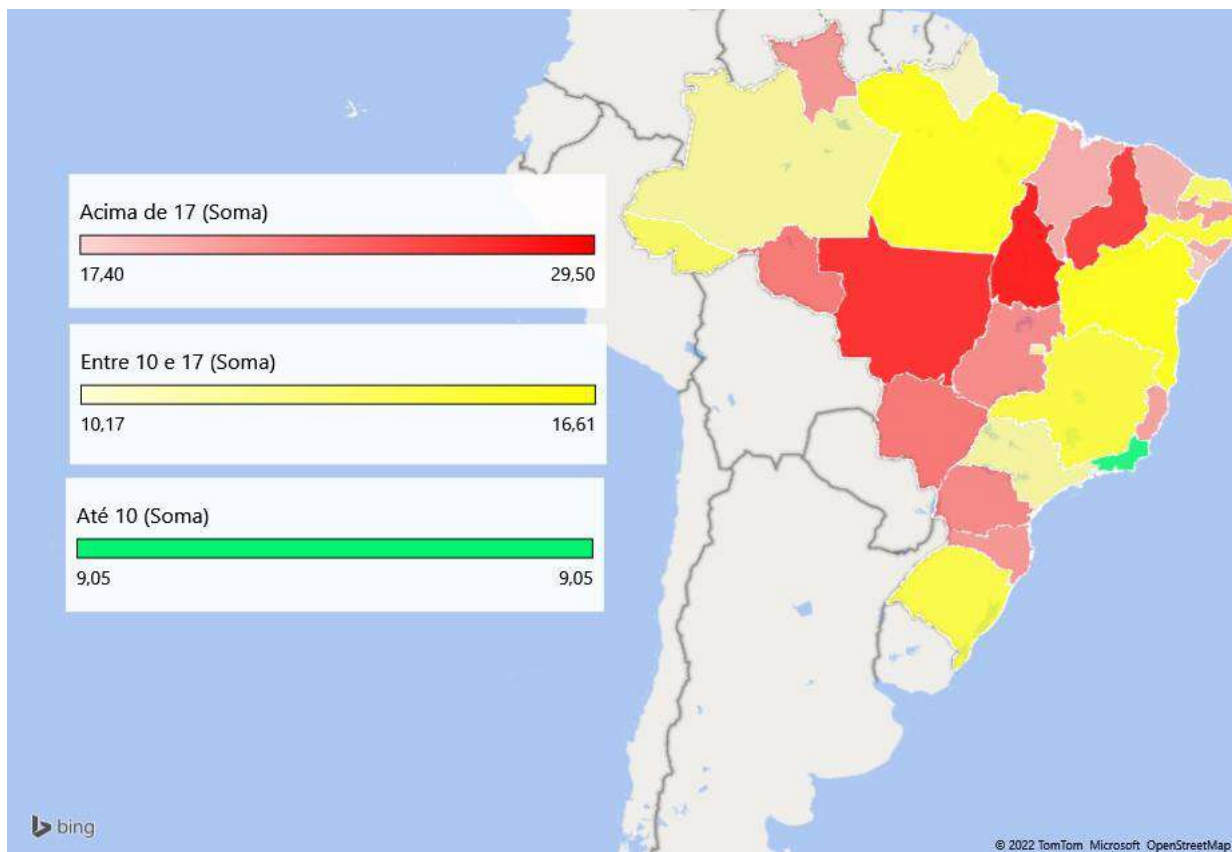 Acima de 17 (Soma)
17,40 29,50
Entre 10 e 17 (Soma)
10,17 16,61
Até 10 (Soma)
9,05 9,05
bing
© 2022 TomTom Microsoft OpenStreetMap